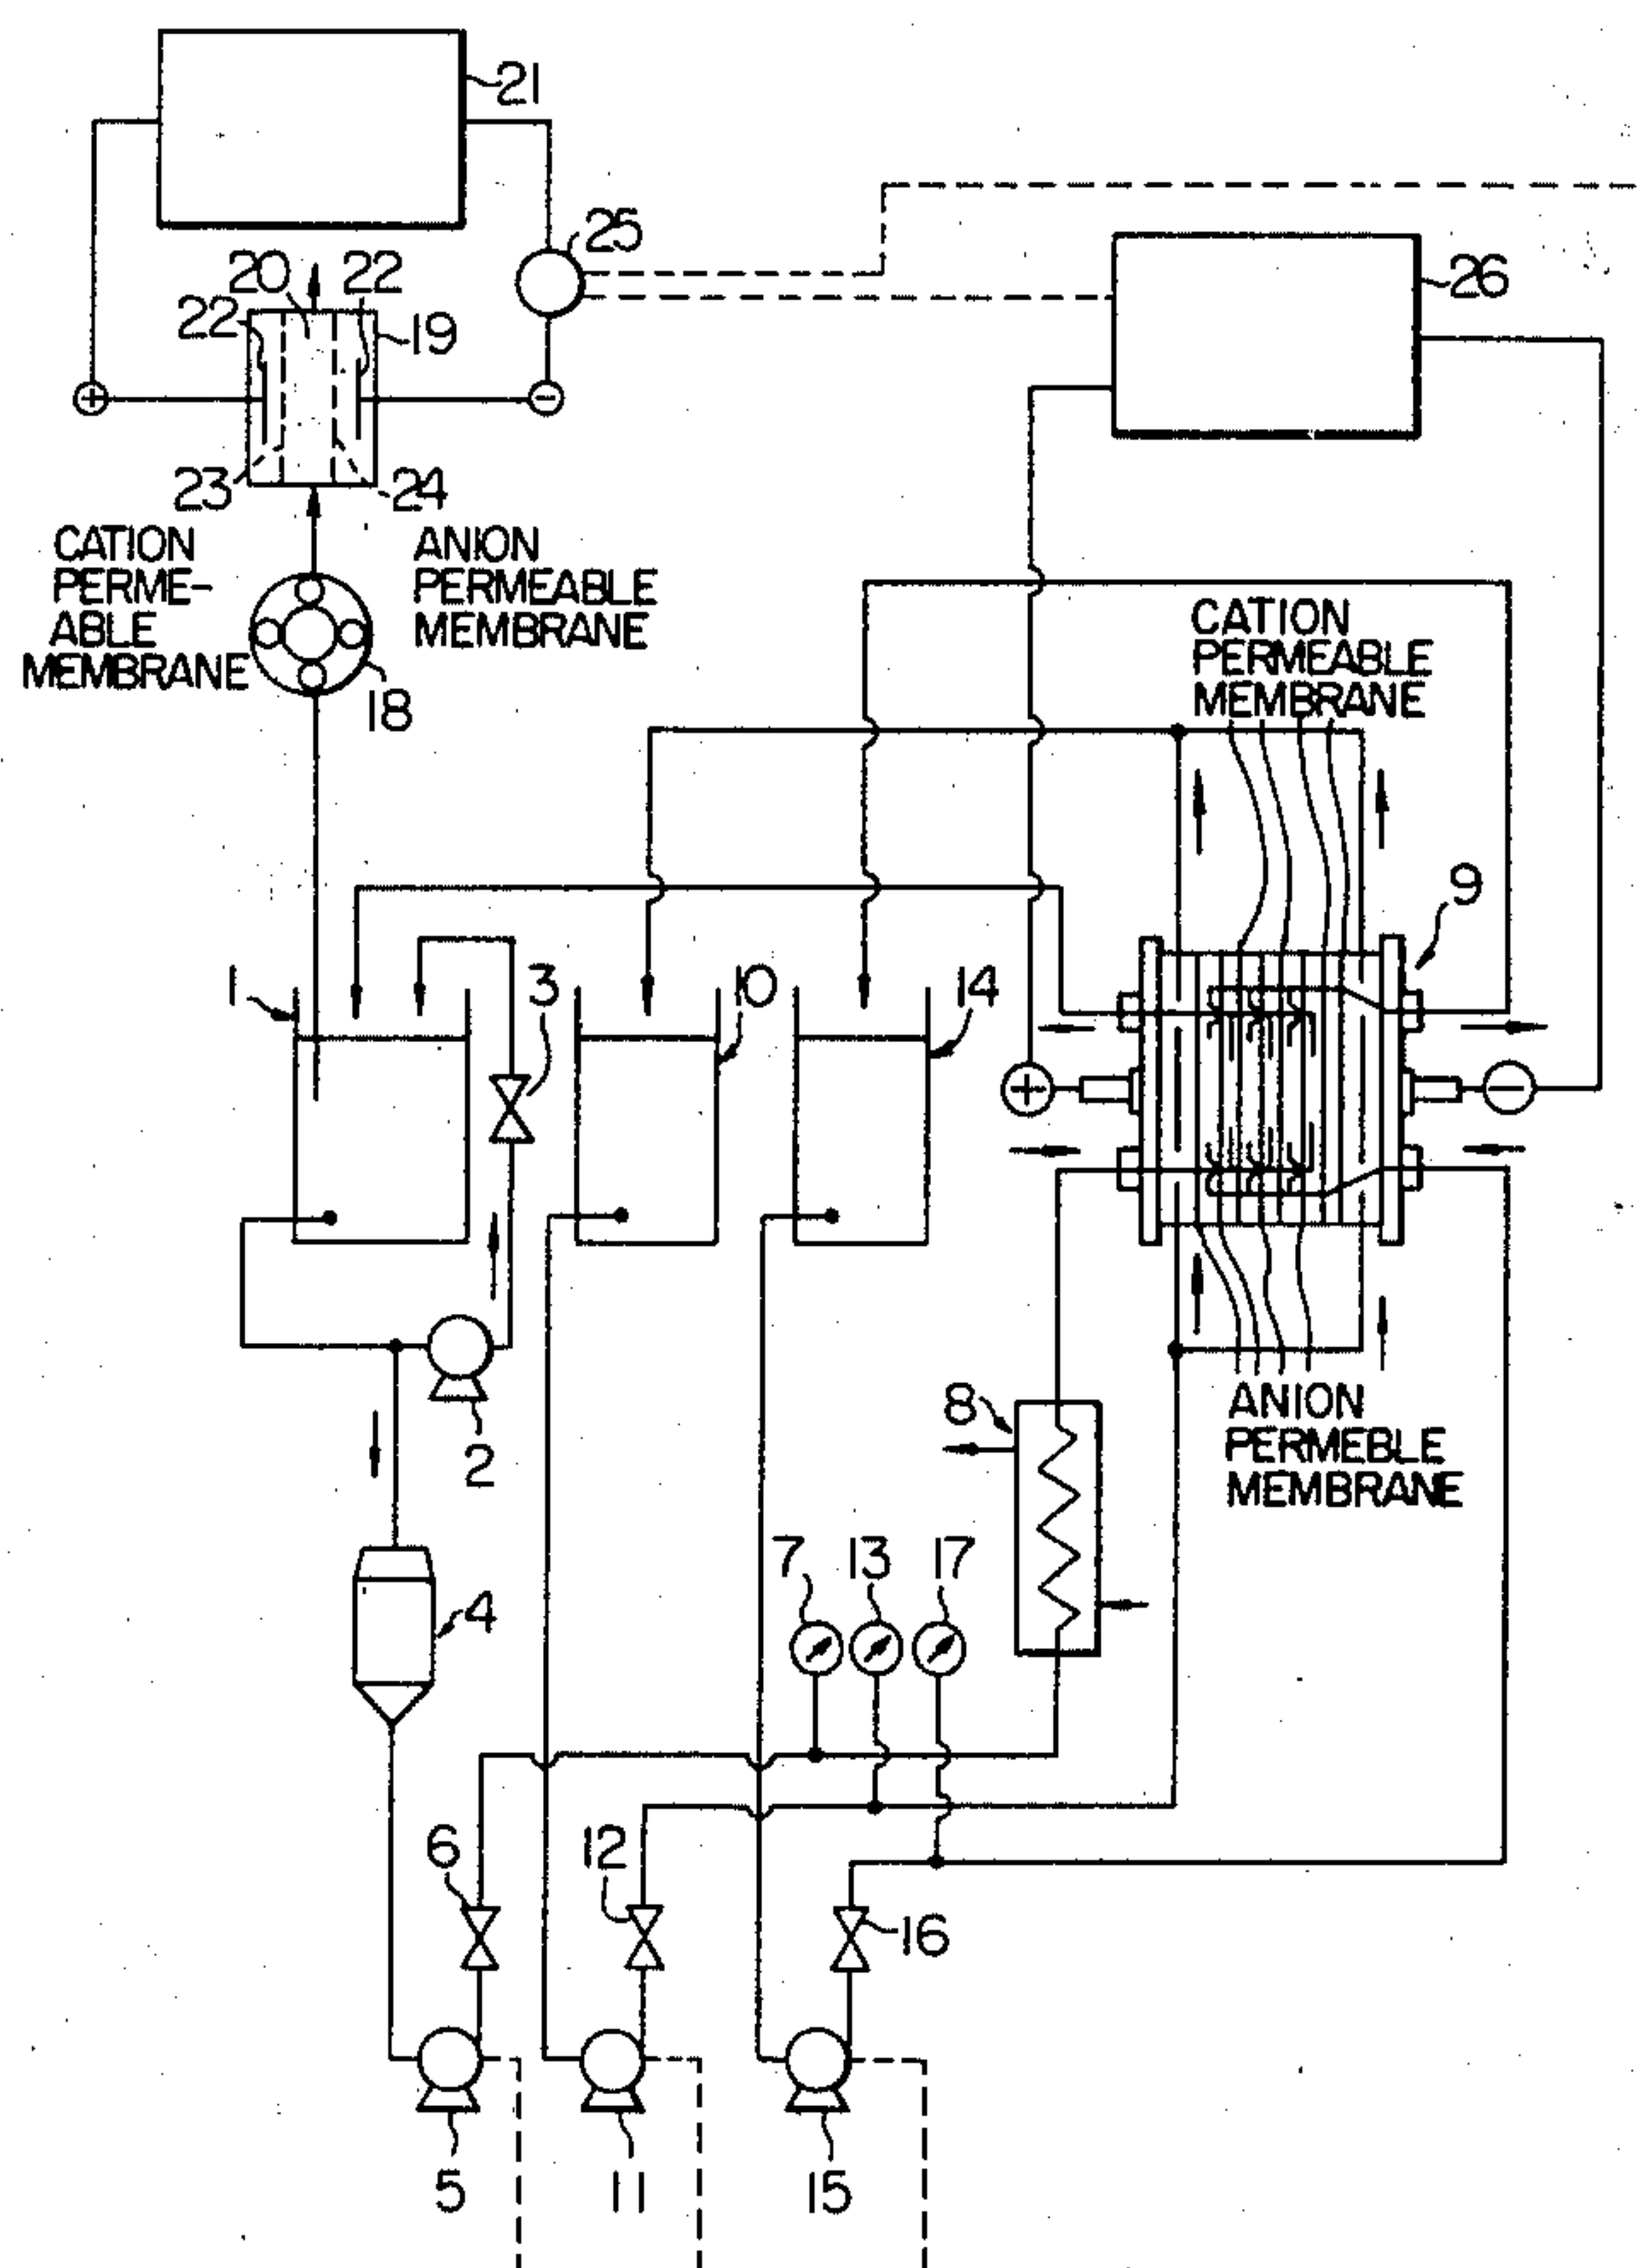 21
25
26
20
22
22
19
23
24
CATION
PERME-
ABLE
MEMBRANE
ANION
PERMEABLE
MEMBRANE
18
CATION
PERMEABLE
MEMBRANE
9
1
3
10
14
+
−
+
−
2
8
ANION
PERMEBLE
MEMBRANE
7
13
17
4
6
12
16
5
11
15